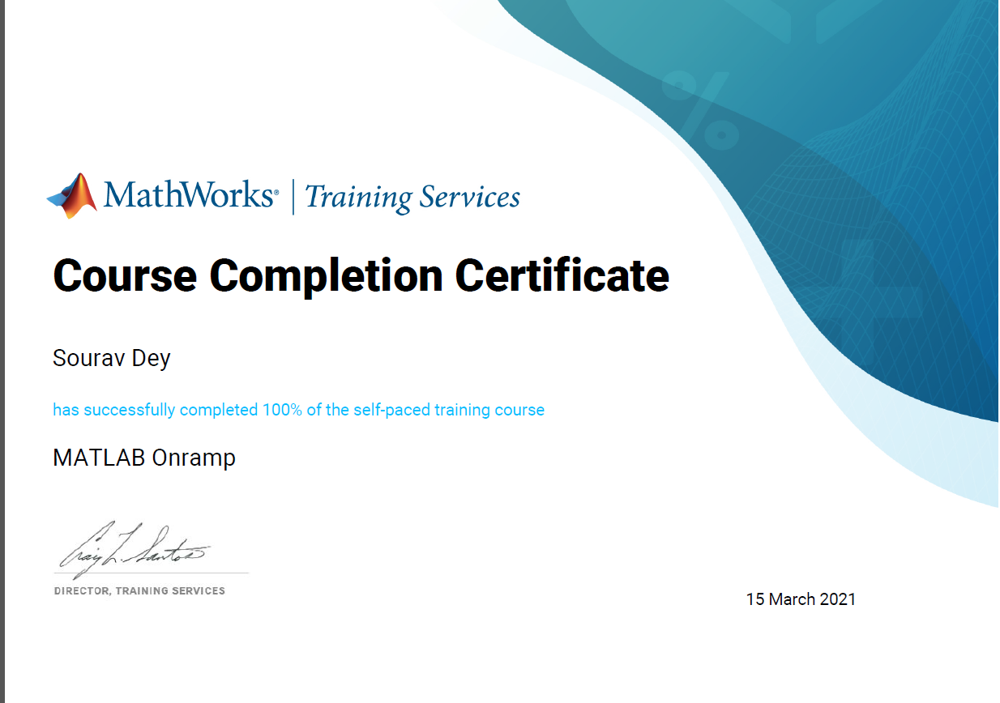 MathWorks® | Training Services
Course Completion Certificate
Sourav Dey
has successfully completed 100% of the self-paced training course
MATLAB Onramp
Craig L. Santos
DIRECTOR, TRAINING SERVICES
15 March 2021